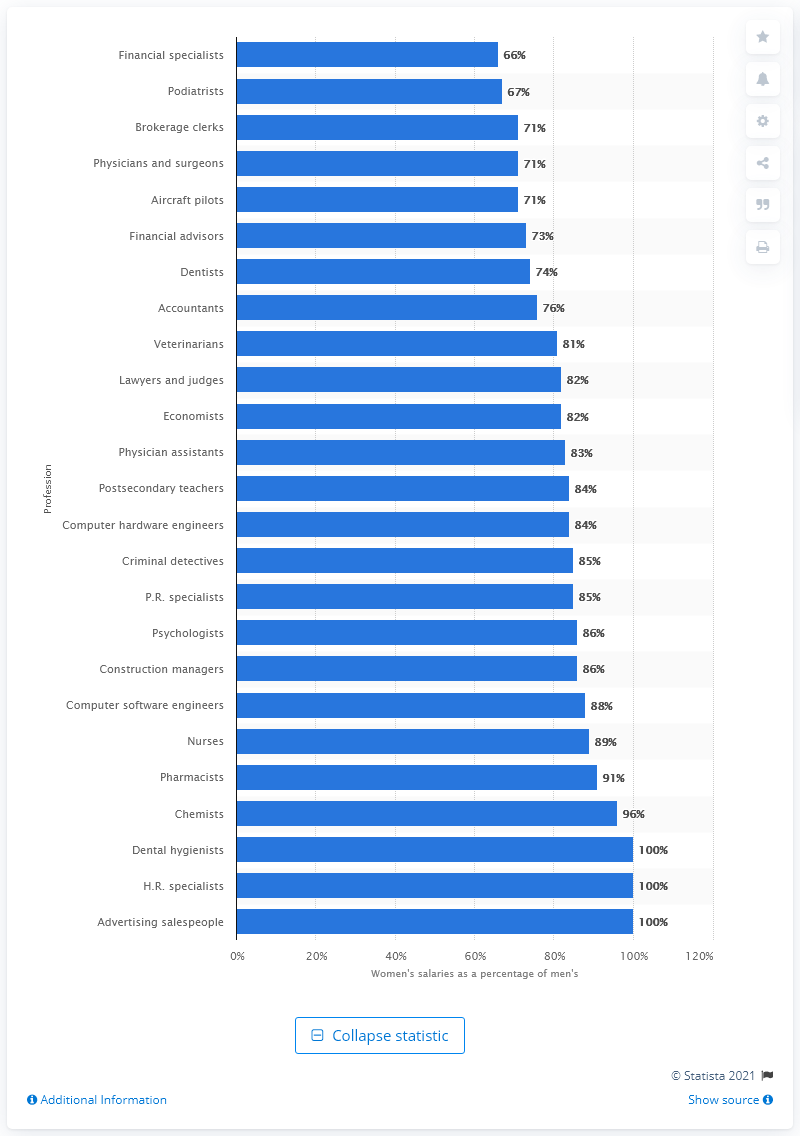 Financial specialists 66%
Podiatrists 67%
Brokerage clerks 71%
Physicians and surgeons 71%
Aircraft pilots 71%
Financial advisors 73%
Dentists 74%
Accountants 76%
Veterinarians 81%
Lawyers and judges 82%
Economists 82%
Physician assistants 83%
Profession
Postsecondary teachers 84%
Computer hardware engineers 84%
Criminal detectives 85%
P.R. specialists 85%
Psychologists 86%
Construction managers 86%
Computer software engineers 88%
Nurses 89%
Pharmacists 91%
Chemists 96%
Dental hygienists 100%
H.R. specialists 100%
Advertising salespeople 100%
0% 20% 40% 60% 80% 100% 120%
Women's salaries as a percentage of men's
Collapse statistic
© Statista 2021
Additional Information Show source